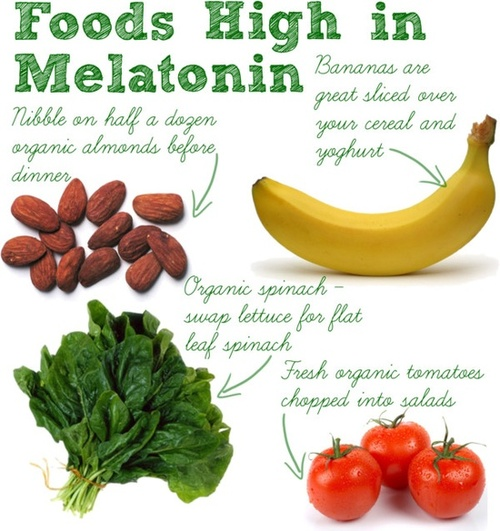 Foods High in
Melatonin
Bananas are
great sliced over
your cereal and
yoghurt
Nibble on half a dozen
organic almonds before
dinner
Organic spinach –
swap lettuce for flat
leaf spinach
Fresh organic tomatoes
chopped into salads